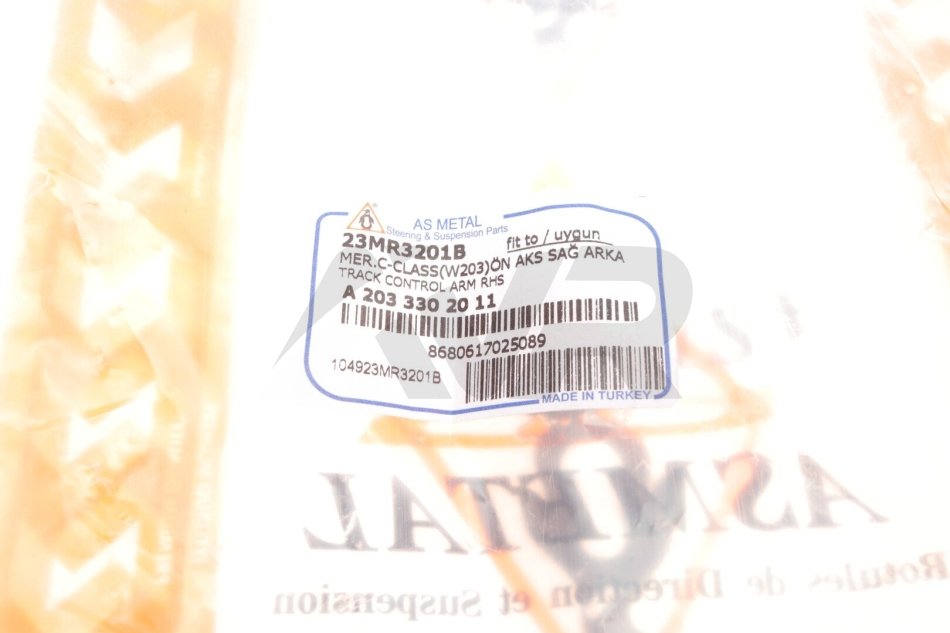 AS METAL
Steering & Suspension Parts
23MR3201B fit to / uygun
MER.C-CLASS(W203)ÖN AKS SAĞ ARKA
TRACK CONTROL ARM RHS
A 203 330 20 11
8680617025089
104923MR3201B
MADE IN TURKEY
ASMETAL
Rotules de Direction et Suspension